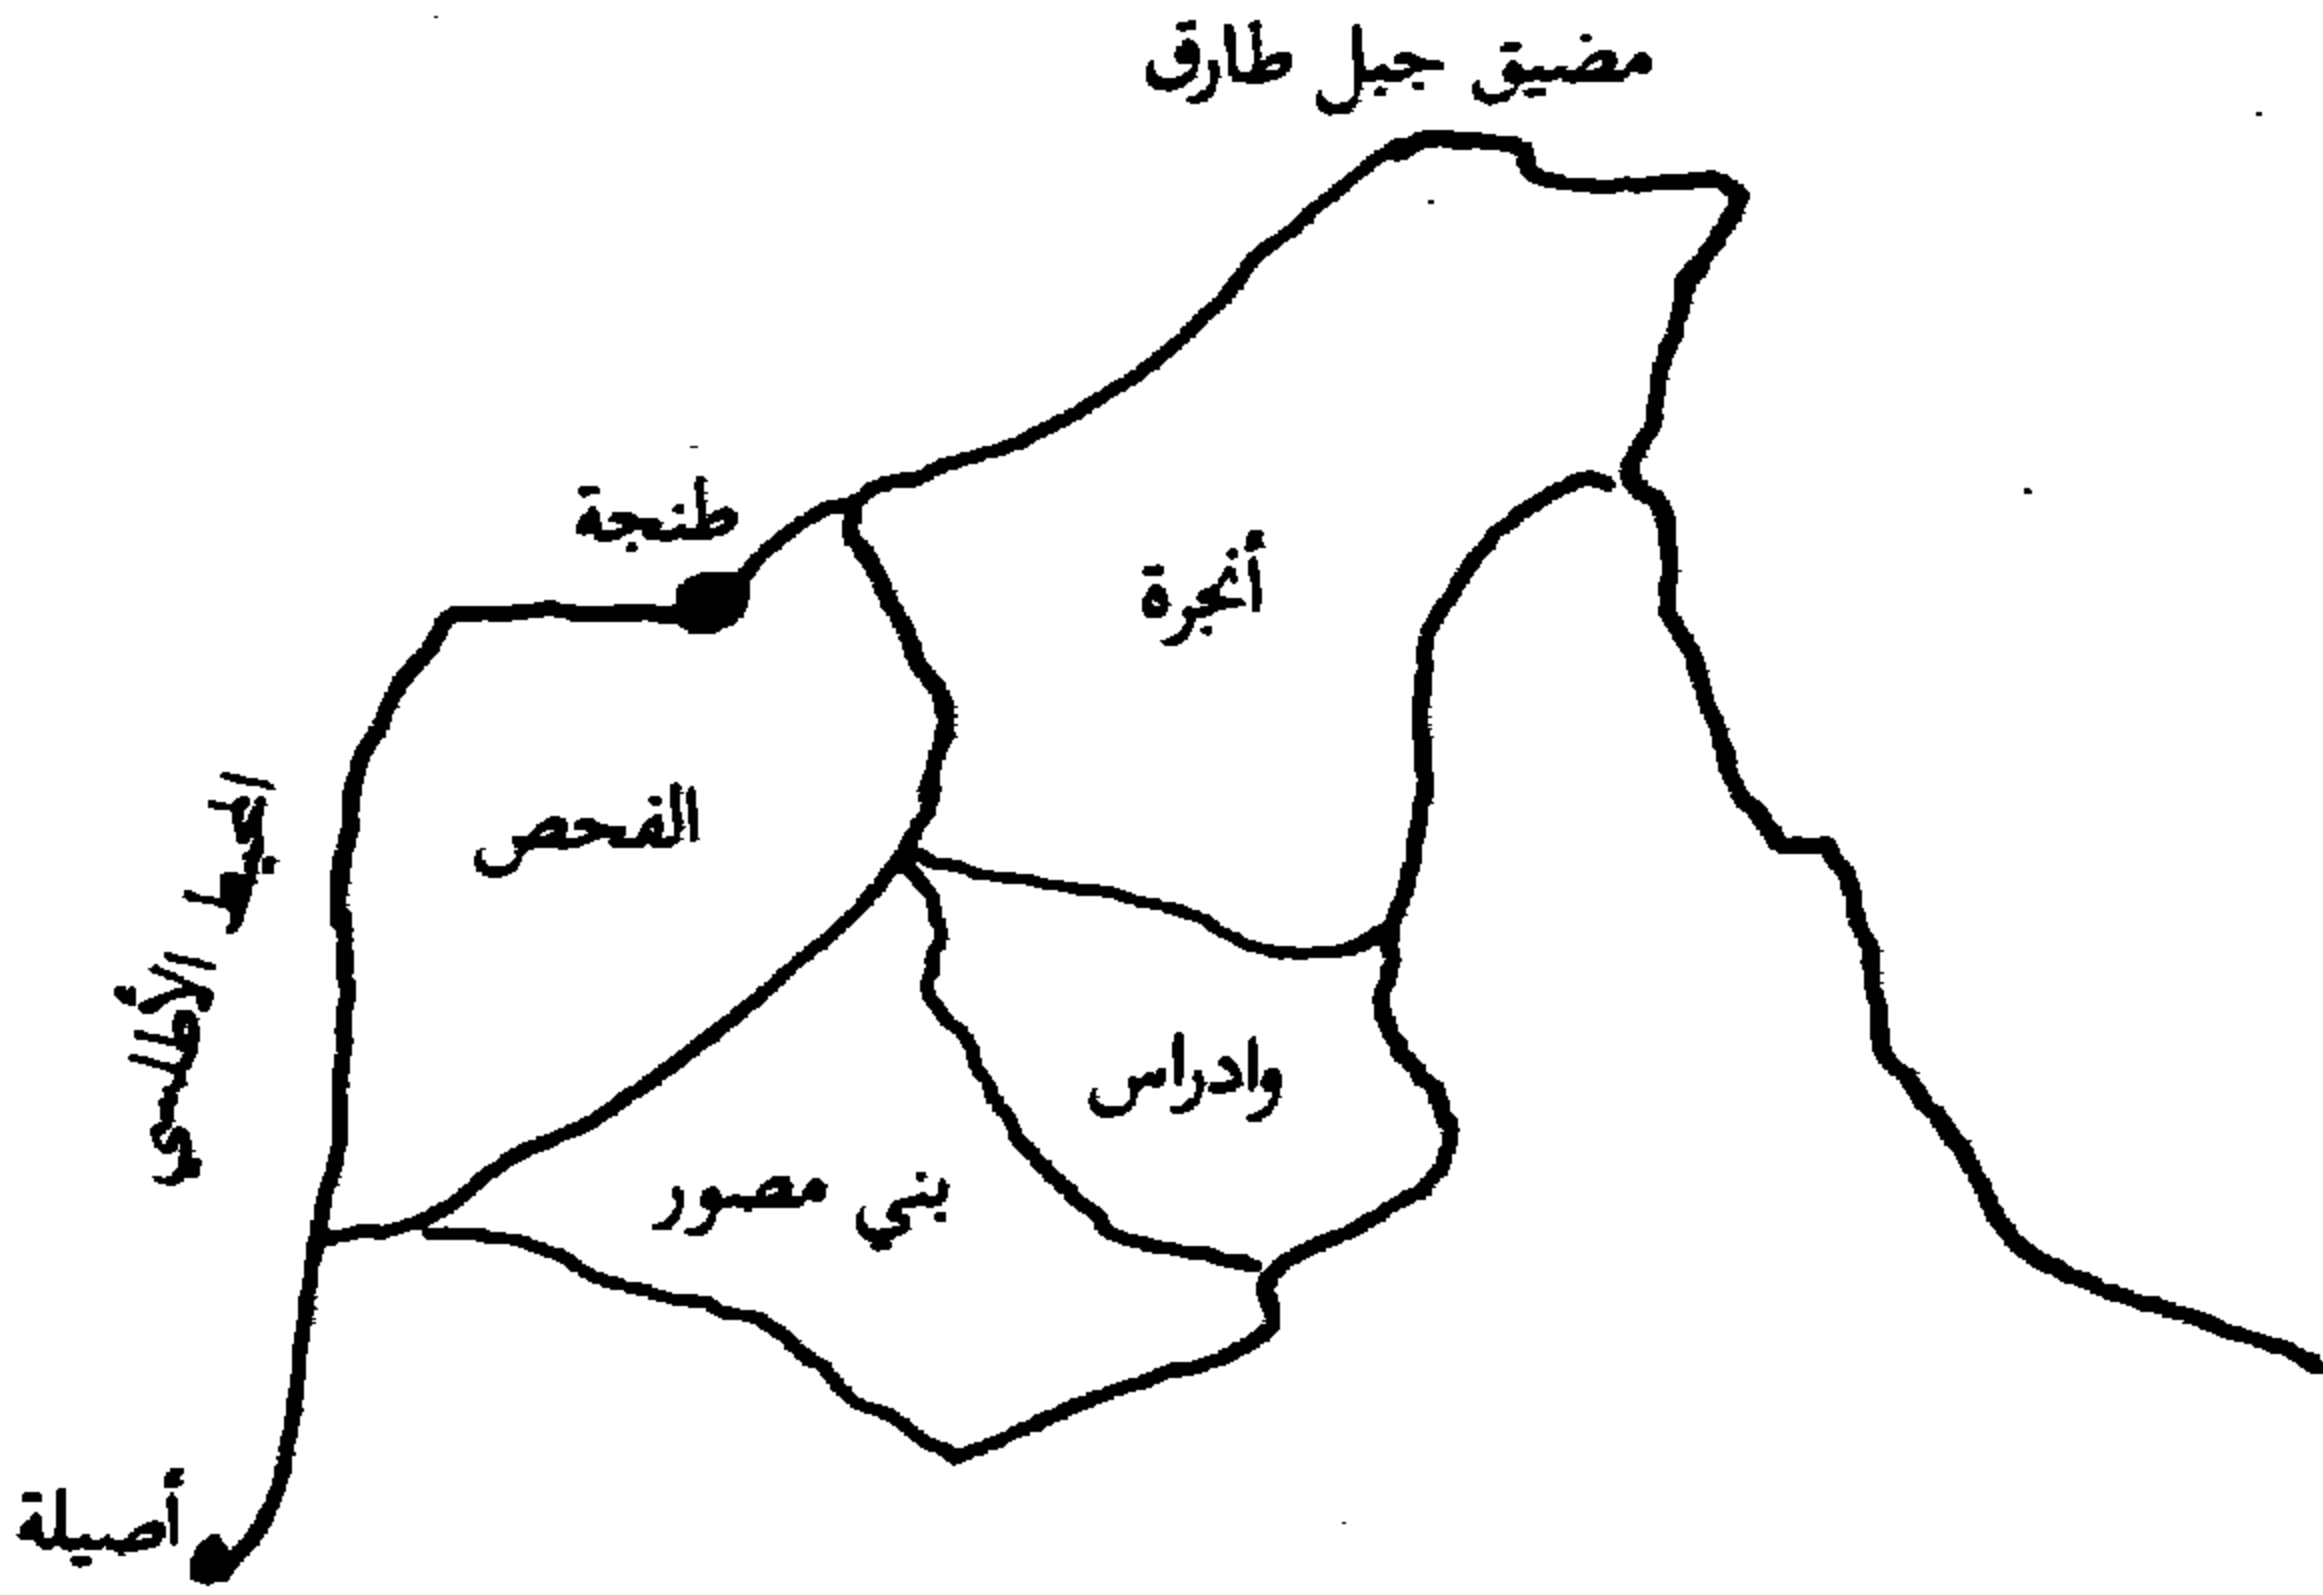 مضيق جبل طارق
طنجة
أنجرة
الفحص
المحيط الأطلسي
وادراس
بني مصور
أصيلة